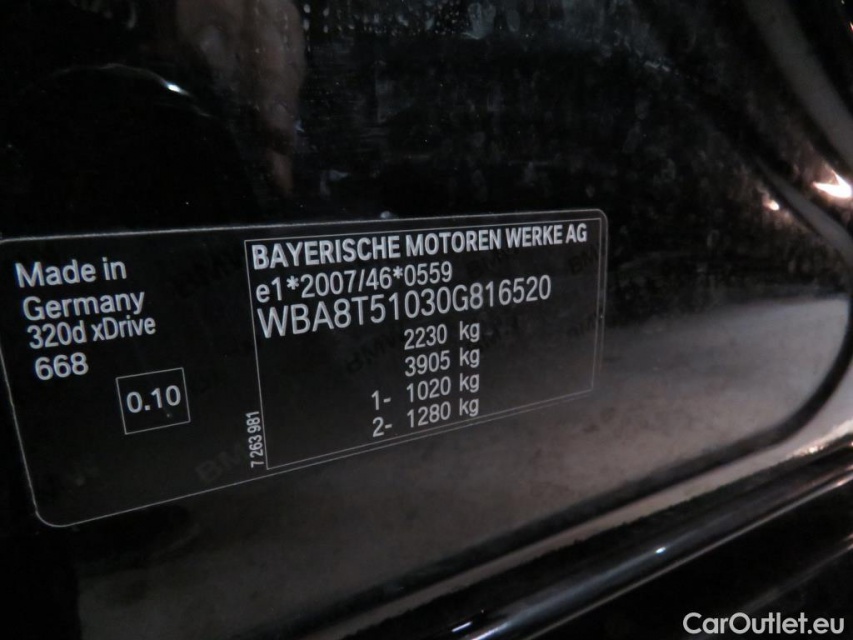 Made in
Germany
320d xDrive
668
0.10
7 263 981
BAYERISCHE MOTOREN WERKE AG
e1*2007/46*0559
WBA8T51030G816520
2230 kg
3905 kg
1- 1020 kg
2- 1280 kg
CarOutlet.eu